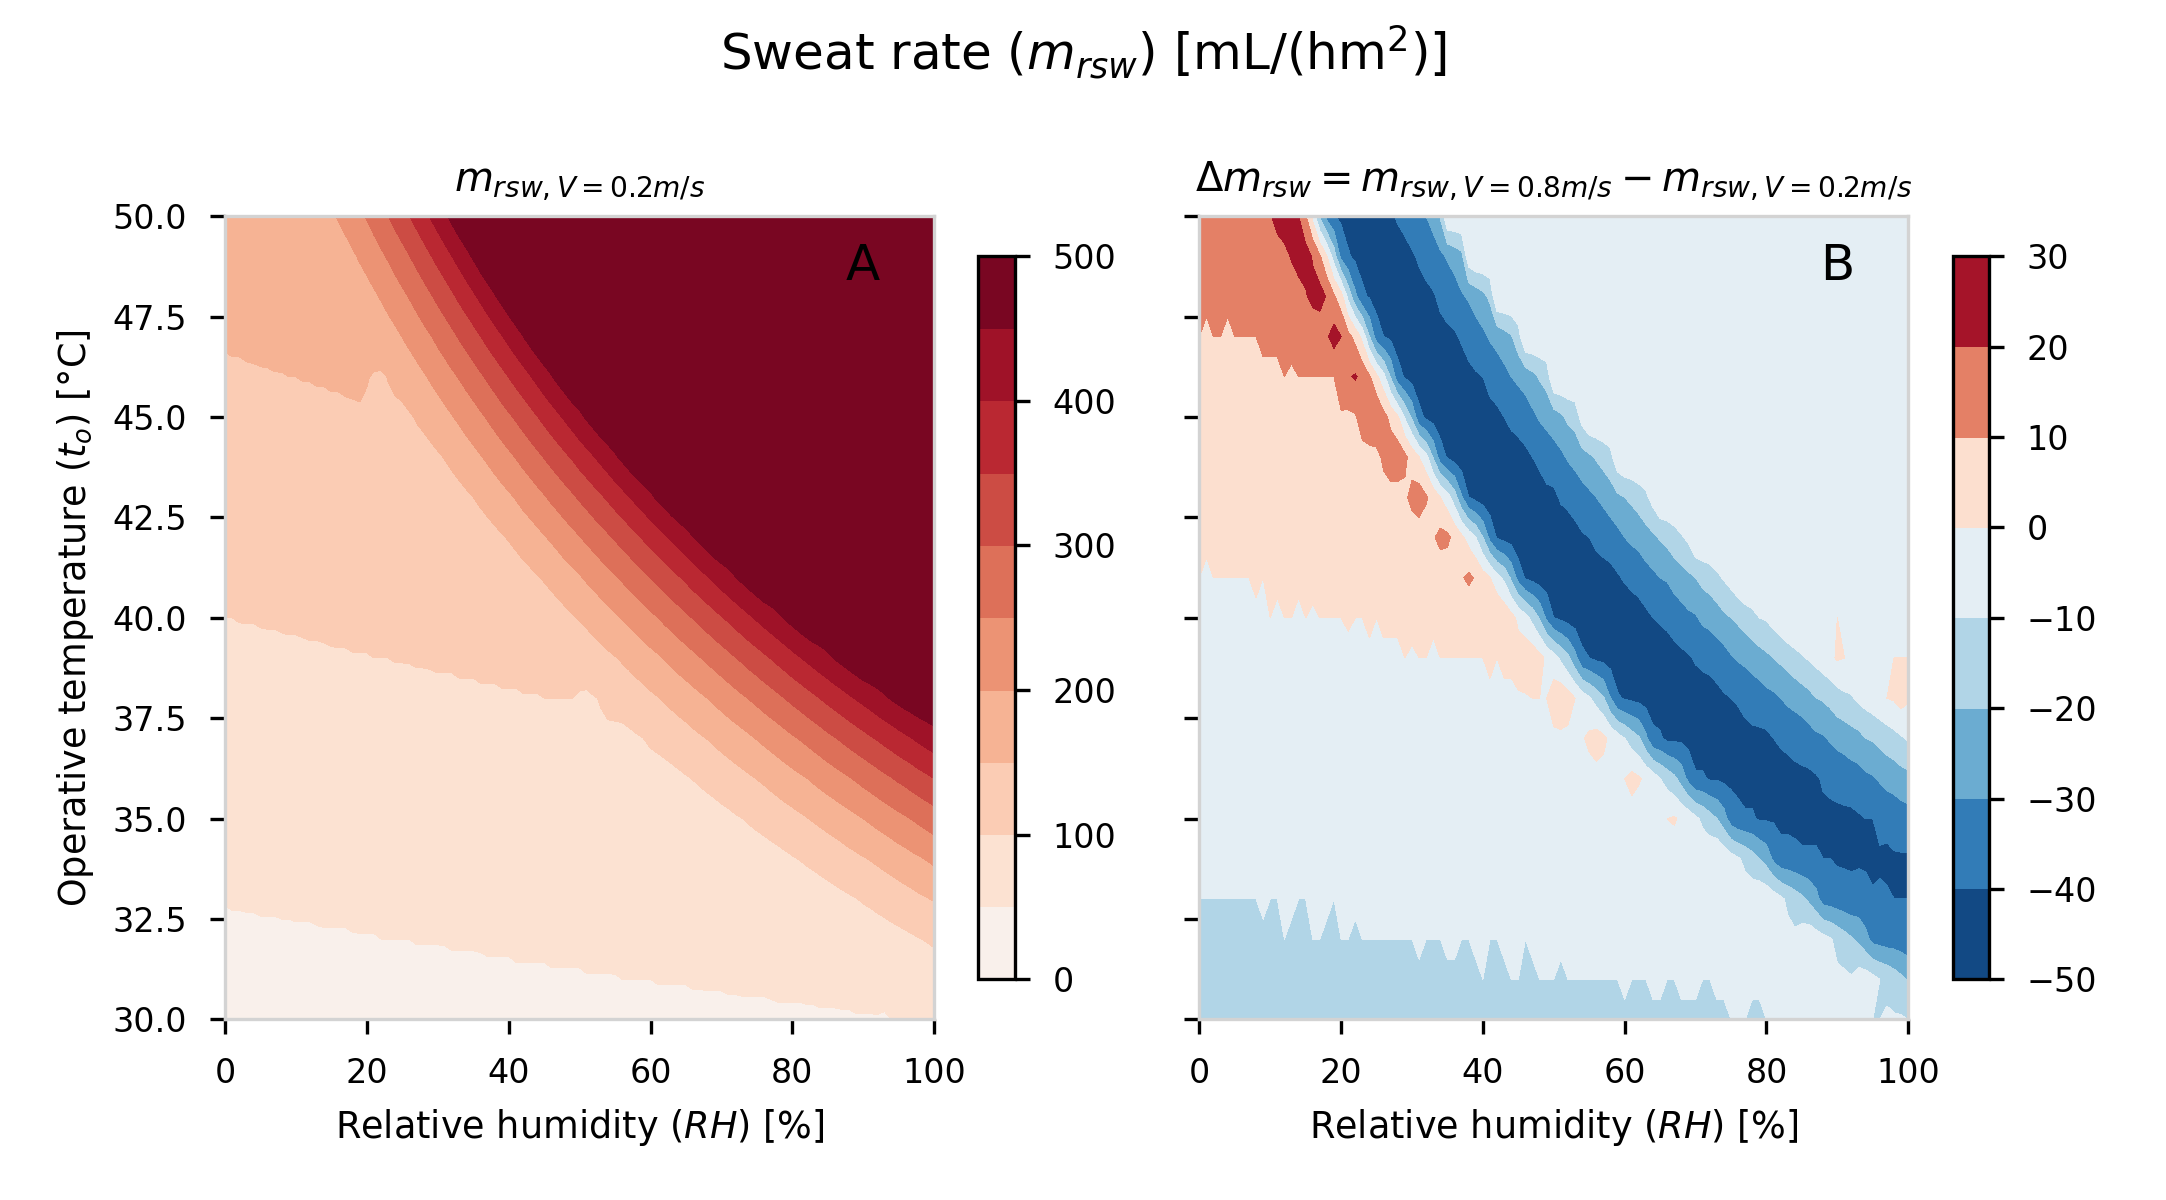 Sweat rate (m_rsw) [mL/(hm²)]
m_rsw, V = 0.2m/s
Δm_rsw = m_rsw, V = 0.8m/s − m_rsw, V = 0.2m/s
A
B
50.0
47.5
45.0
42.5
40.0
37.5
35.0
32.5
30.0
Operative temperature (t_o) [°C]
0 20 40 60 80 100
Relative humidity (RH) [%]
500
400
300
200
100
0
0 20 40 60 80 100
Relative humidity (RH) [%]
30
20
10
0
−10
−20
−30
−40
−50